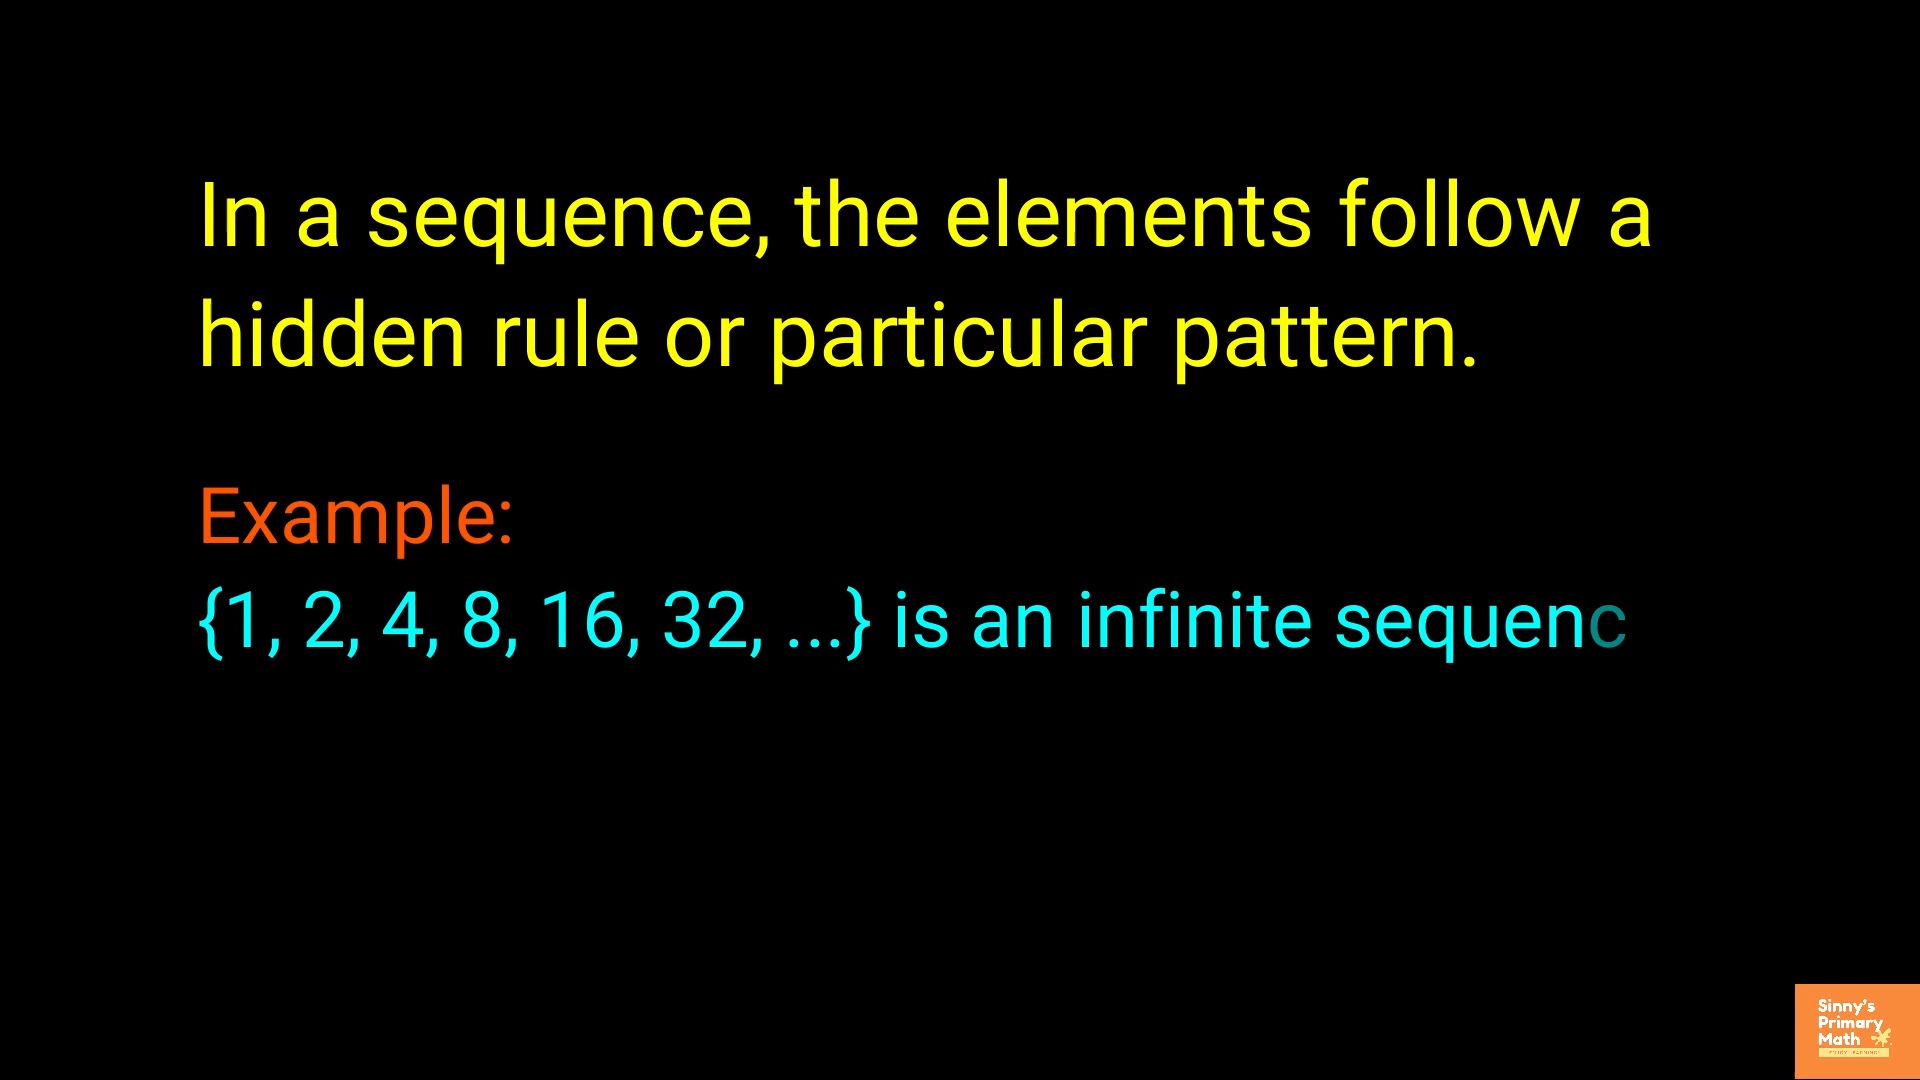 In a sequence, the elements follow a
hidden rule or particular pattern.
Example:
{1, 2, 4, 8, 16, 32, ...} is an infinite sequenc
Sinny's
Primary
Math